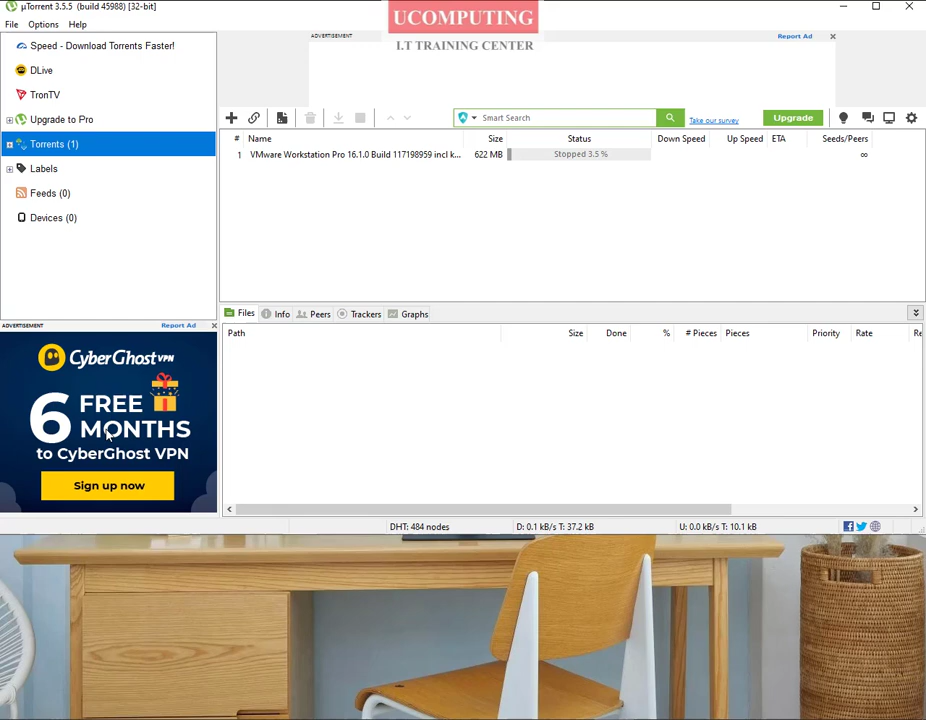 µTorrent 3.5.5 (build 45988) [32-bit]
UCOMPUTING
I.T TRAINING CENTER
File Options Help
Speed - Download Torrents Faster!
DLive
TronTV
Upgrade to Pro
Torrents (1)
Labels
Feeds (0)
Devices (0)
ADVERTISEMENT Report Ad
Smart Search
Take our survey
Upgrade
# Name Size Status Down Speed Up Speed ETA Seeds/Peers
1 VMware Workstation Pro 16.1.0 Build 117198959 incl k... 622 MB Stopped 3.5 % ∞
ADVERTISEMENT Report Ad
CyberGhost VPN
6 FREE MONTHS
to CyberGhost VPN
Sign up now
Files Info Peers Trackers Graphs
Path Size Done % # Pieces Pieces Priority Rate Re
DHT: 484 nodes D: 0.1 kB/s T: 37.2 kB U: 0.0 kB/s T: 10.1 kB